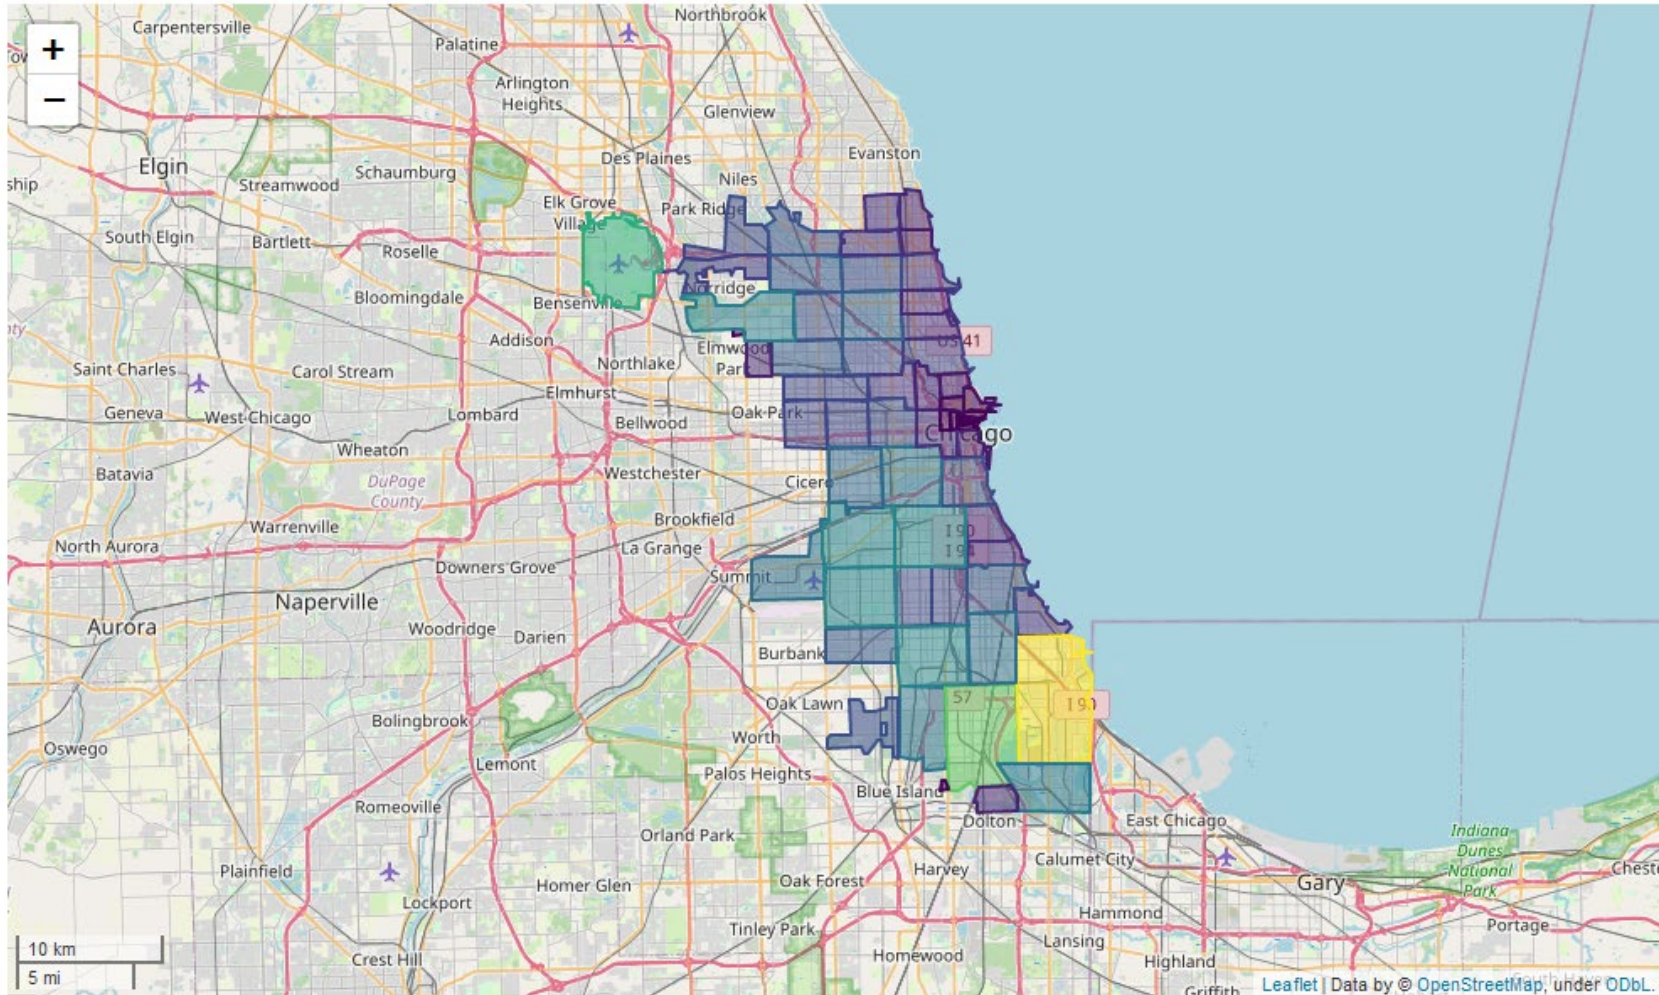 +
−
Carpentersville
Northbrook
Palatine
Arlington
Heights
Glenview
Des Plaines
Evanston
Elgin
Schaumburg
Niles
ship
Streamwood
Elk Grove
Village
Park Ridge
South Elgin
Bartlett
Roselle
Bloomingdale
Bensenville
Norridge
Addison
Elmwood
Park
US 41
Saint Charles
Carol Stream
Northlake
Geneva
West Chicago
Lombard
Elmhurst
Oak Park
Bellwood
Chicago
Wheaton
Batavia
DuPage
County
Westchester
Cicero
Warrenville
Brookfield
I 90
I 94
North Aurora
La Grange
Downers Grove
Summit
Naperville
Aurora
Woodridge
Darien
Burbank
57
I 90
Oak Lawn
Bolingbrook
Worth
Oswego
Lemont
Palos Heights
Blue Island
Romeoville
Dolton
East Chicago
Orland Park
Indiana
Dunes
National
Park
Plainfield
Harvey
Calumet City
Homer Glen
Oak Forest
Gary
Lockport
Hammond
Tinley Park
Portage
Lansing
10 km
5 mi
Crest Hill
Homewood
Highland
Griffith
Leaflet | Data by © OpenStreetMap, under ODbL.